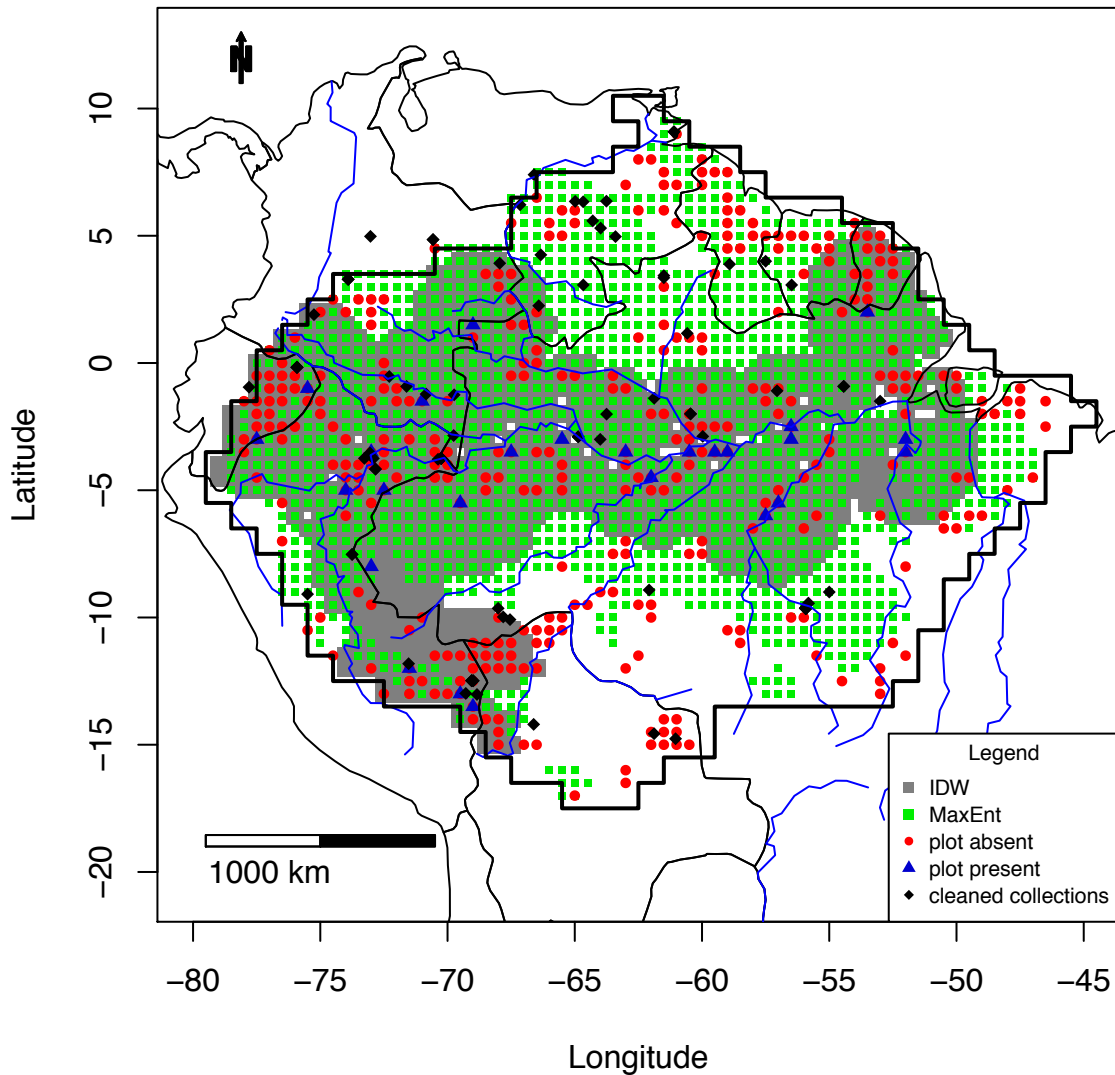 N
10
5
0
−5
−10
−15
−20
Latitude
1000 km
Legend
IDW
MaxEnt
plot absent
plot present
cleaned collections
−80 −75 −70 −65 −60 −55 −50 −45
Longitude